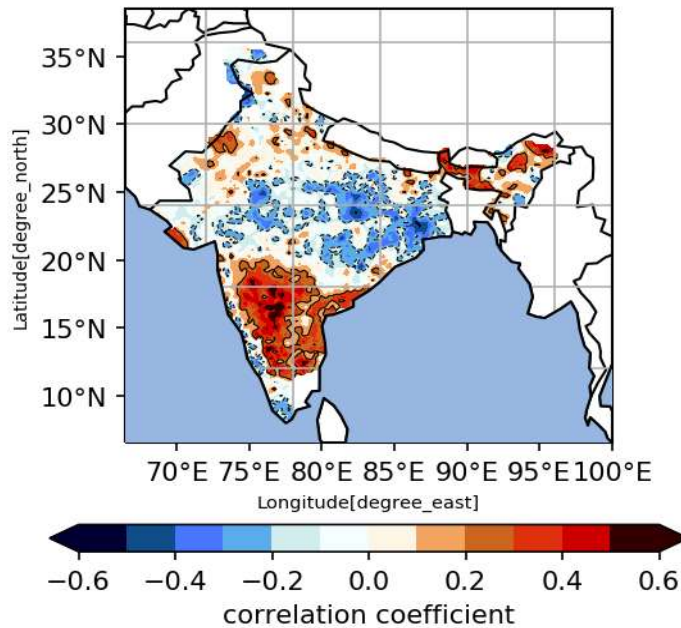 35°N
30°N
25°N
20°N
15°N
10°N
Latitude[degree_north]
70°E 75°E 80°E 85°E 90°E 95°E 100°E
Longitude[degree_east]
−0.6 −0.4 −0.2 0.0 0.2 0.4 0.6
correlation coefficient